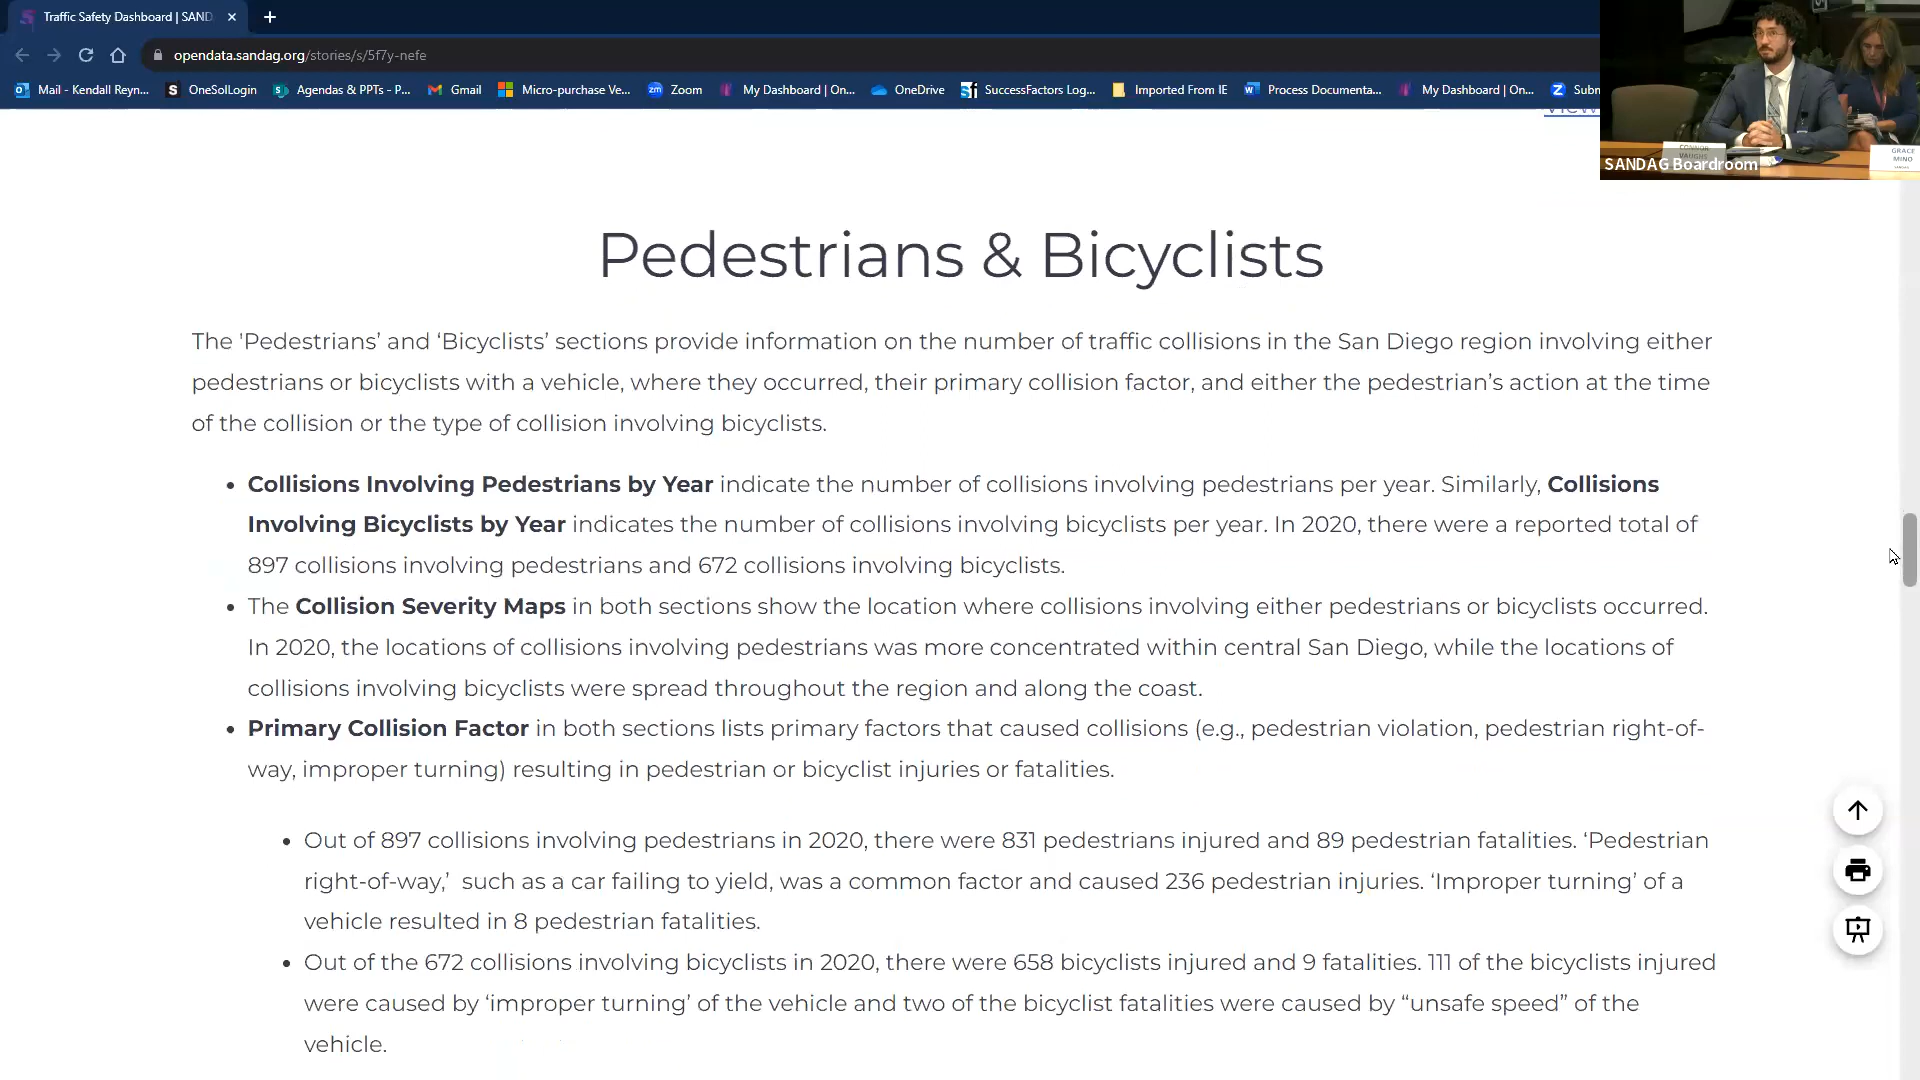 Traffic Safety Dashboard | SAND
opendata.sandag.org/stories/s/5f7y-nefe
Mail - Kendall Reyn... OneSolLogin Agendas & PPTs - P... Gmail Micro-purchase Ve... Zoom My Dashboard | On... OneDrive SuccessFactors Log... Imported From IE Process Documenta... My Dashboard | On... Subn
CONNOR
VAUGHS
GRACE
MINO
SANDAG Boardroom
Pedestrians & Bicyclists
The 'Pedestrians’ and ‘Bicyclists’ sections provide information on the number of traffic collisions in the San Diego region involving either
pedestrians or bicyclists with a vehicle, where they occurred, their primary collision factor, and either the pedestrian’s action at the time
of the collision or the type of collision involving bicyclists.
• Collisions Involving Pedestrians by Year indicate the number of collisions involving pedestrians per year. Similarly, Collisions
Involving Bicyclists by Year indicates the number of collisions involving bicyclists per year. In 2020, there were a reported total of
897 collisions involving pedestrians and 672 collisions involving bicyclists.
• The Collision Severity Maps in both sections show the location where collisions involving either pedestrians or bicyclists occurred.
In 2020, the locations of collisions involving pedestrians was more concentrated within central San Diego, while the locations of
collisions involving bicyclists were spread throughout the region and along the coast.
• Primary Collision Factor in both sections lists primary factors that caused collisions (e.g., pedestrian violation, pedestrian right-of-
way, improper turning) resulting in pedestrian or bicyclist injuries or fatalities.
• Out of 897 collisions involving pedestrians in 2020, there were 831 pedestrians injured and 89 pedestrian fatalities. ‘Pedestrian
right-of-way,’ such as a car failing to yield, was a common factor and caused 236 pedestrian injuries. ‘Improper turning’ of a
vehicle resulted in 8 pedestrian fatalities.
• Out of the 672 collisions involving bicyclists in 2020, there were 658 bicyclists injured and 9 fatalities. 111 of the bicyclists injured
were caused by ‘improper turning’ of the vehicle and two of the bicyclist fatalities were caused by “unsafe speed” of the
vehicle.